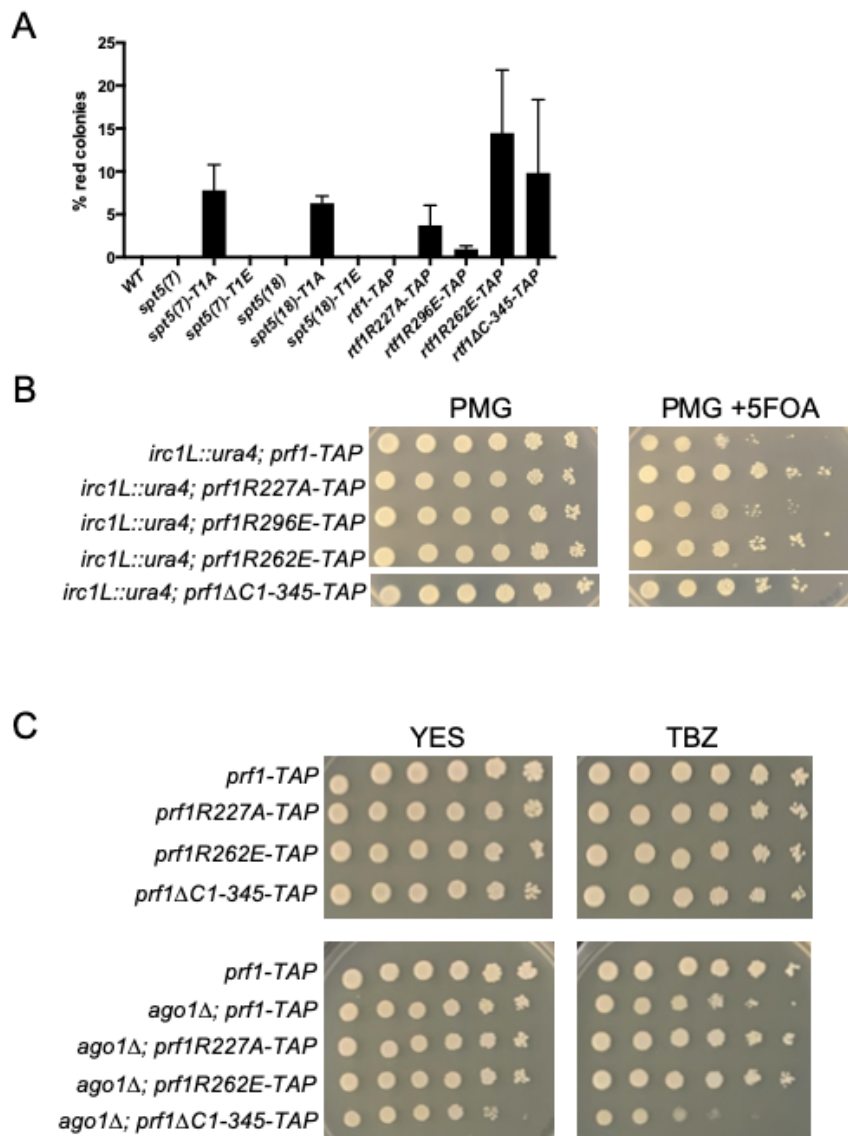 A
25
20
15
10
5
0
% red colonies
WT
spt5(7)
spt5(7)-T1A
spt5(7)-T1E
spt5(18)
spt5(18)-T1A
spt5(18)-T1E
rtf1-TAP
rtf1R227A-TAP
rtf1R296E-TAP
rtf1R262E-TAP
rtf1ΔC-345-TAP
B
PMG
PMG +5FOA
irc1L::ura4; prf1-TAP
irc1L::ura4; prf1R227A-TAP
irc1L::ura4; prf1R296E-TAP
irc1L::ura4; prf1R262E-TAP
irc1L::ura4; prf1ΔC1-345-TAP
C
YES
TBZ
prf1-TAP
prf1R227A-TAP
prf1R262E-TAP
prf1ΔC1-345-TAP
prf1-TAP
ago1Δ; prf1-TAP
ago1Δ; prf1R227A-TAP
ago1Δ; prf1R262E-TAP
ago1Δ; prf1ΔC1-345-TAP